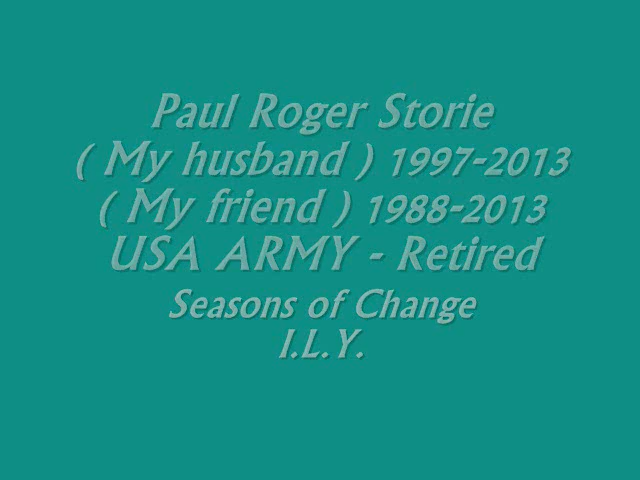 Paul Roger Storie
( My husband ) 1997-2013
( My friend ) 1988-2013
USA ARMY - Retired
Seasons of Change
I.L.Y.